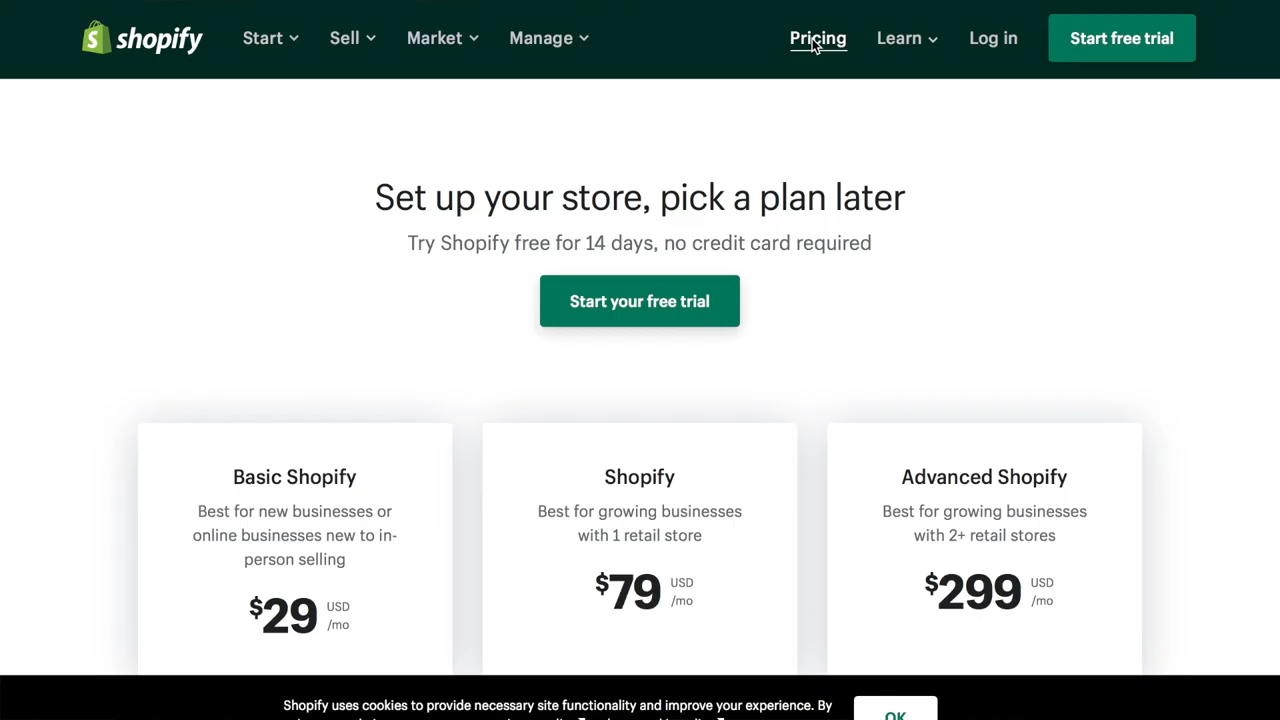 shopify Start Sell Market Manage Pricing Learn Log in Start free trial
Set up your store, pick a plan later
Try Shopify free for 14 days, no credit card required
Start your free trial
Basic Shopify
Best for new businesses or
online businesses new to in-
person selling
$29 USD
/mo
Shopify
Best for growing businesses
with 1 retail store
$79 USD
/mo
Advanced Shopify
Best for growing businesses
with 2+ retail stores
$299 USD
/mo
Shopify uses cookies to provide necessary site functionality and improve your experience. By
OK